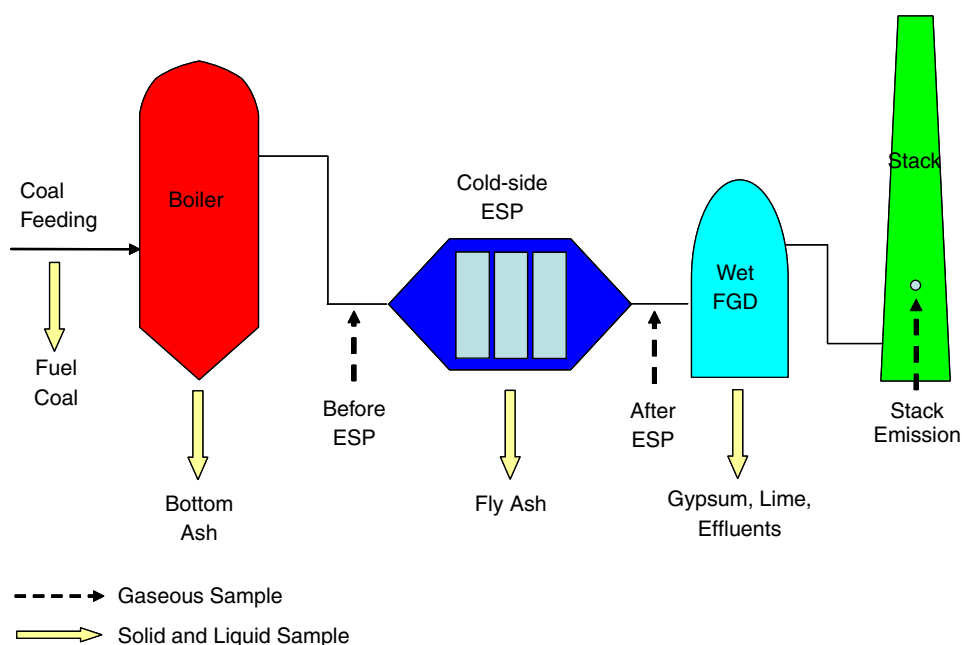 Stack
Cold-side
ESP
Coal
Feeding
Boiler
Wet
FGD
Fuel
Coal
Before
ESP
After
ESP
Stack
Emission
Bottom
Ash
Fly Ash
Gypsum, Lime,
Effluents
Gaseous Sample
Solid and Liquid Sample